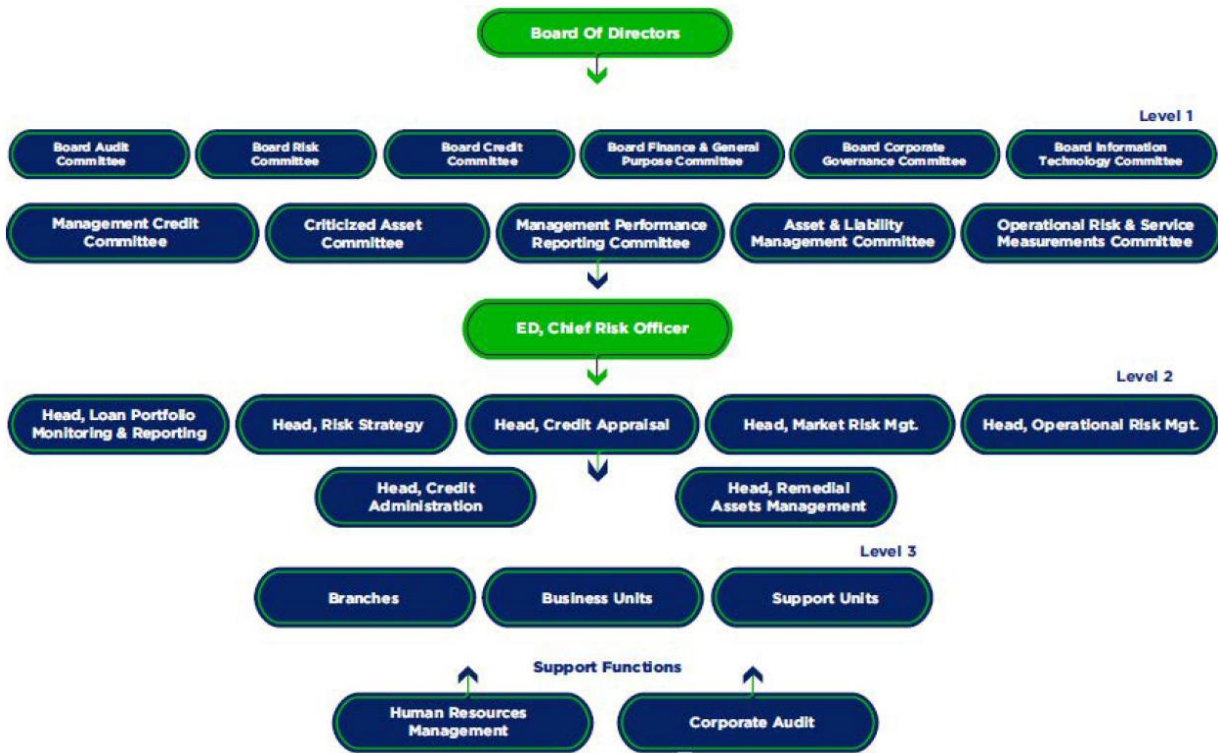 Board Of Directors
Level 1
Board Audit
Committee
Board Risk
Committee
Board Credit
Committee
Board Finance & General
Purpose Committee
Board Corporate
Governance Committee
Board Information
Technology Committee
Management Credit
Committee
Criticized Asset
Committee
Management Performance
Reporting Committee
Asset & Liability
Management Committee
Operational Risk & Service
Measurements Committee
ED, Chief Risk Officer
Level 2
Head, Loan Portfolio
Monitoring & Reporting
Head, Risk Strategy
Head, Credit Appraisal
Head, Market Risk Mgt.
Head, Operational Risk Mgt.
Head, Credit
Administration
Head, Remedial
Assets Management
Level 3
Branches
Business Units
Support Units
Support Functions
Human Resources
Management
Corporate Audit